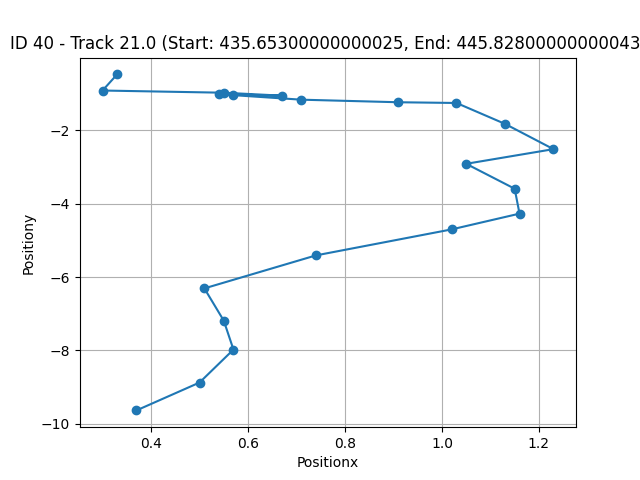 ID 40 - Track 21.0 (Start: 435.65300000000025, End: 445.82800000000043
−2
−4
−6
−8
−10
Positiony
0.4 0.6 0.8 1.0 1.2
Positionx